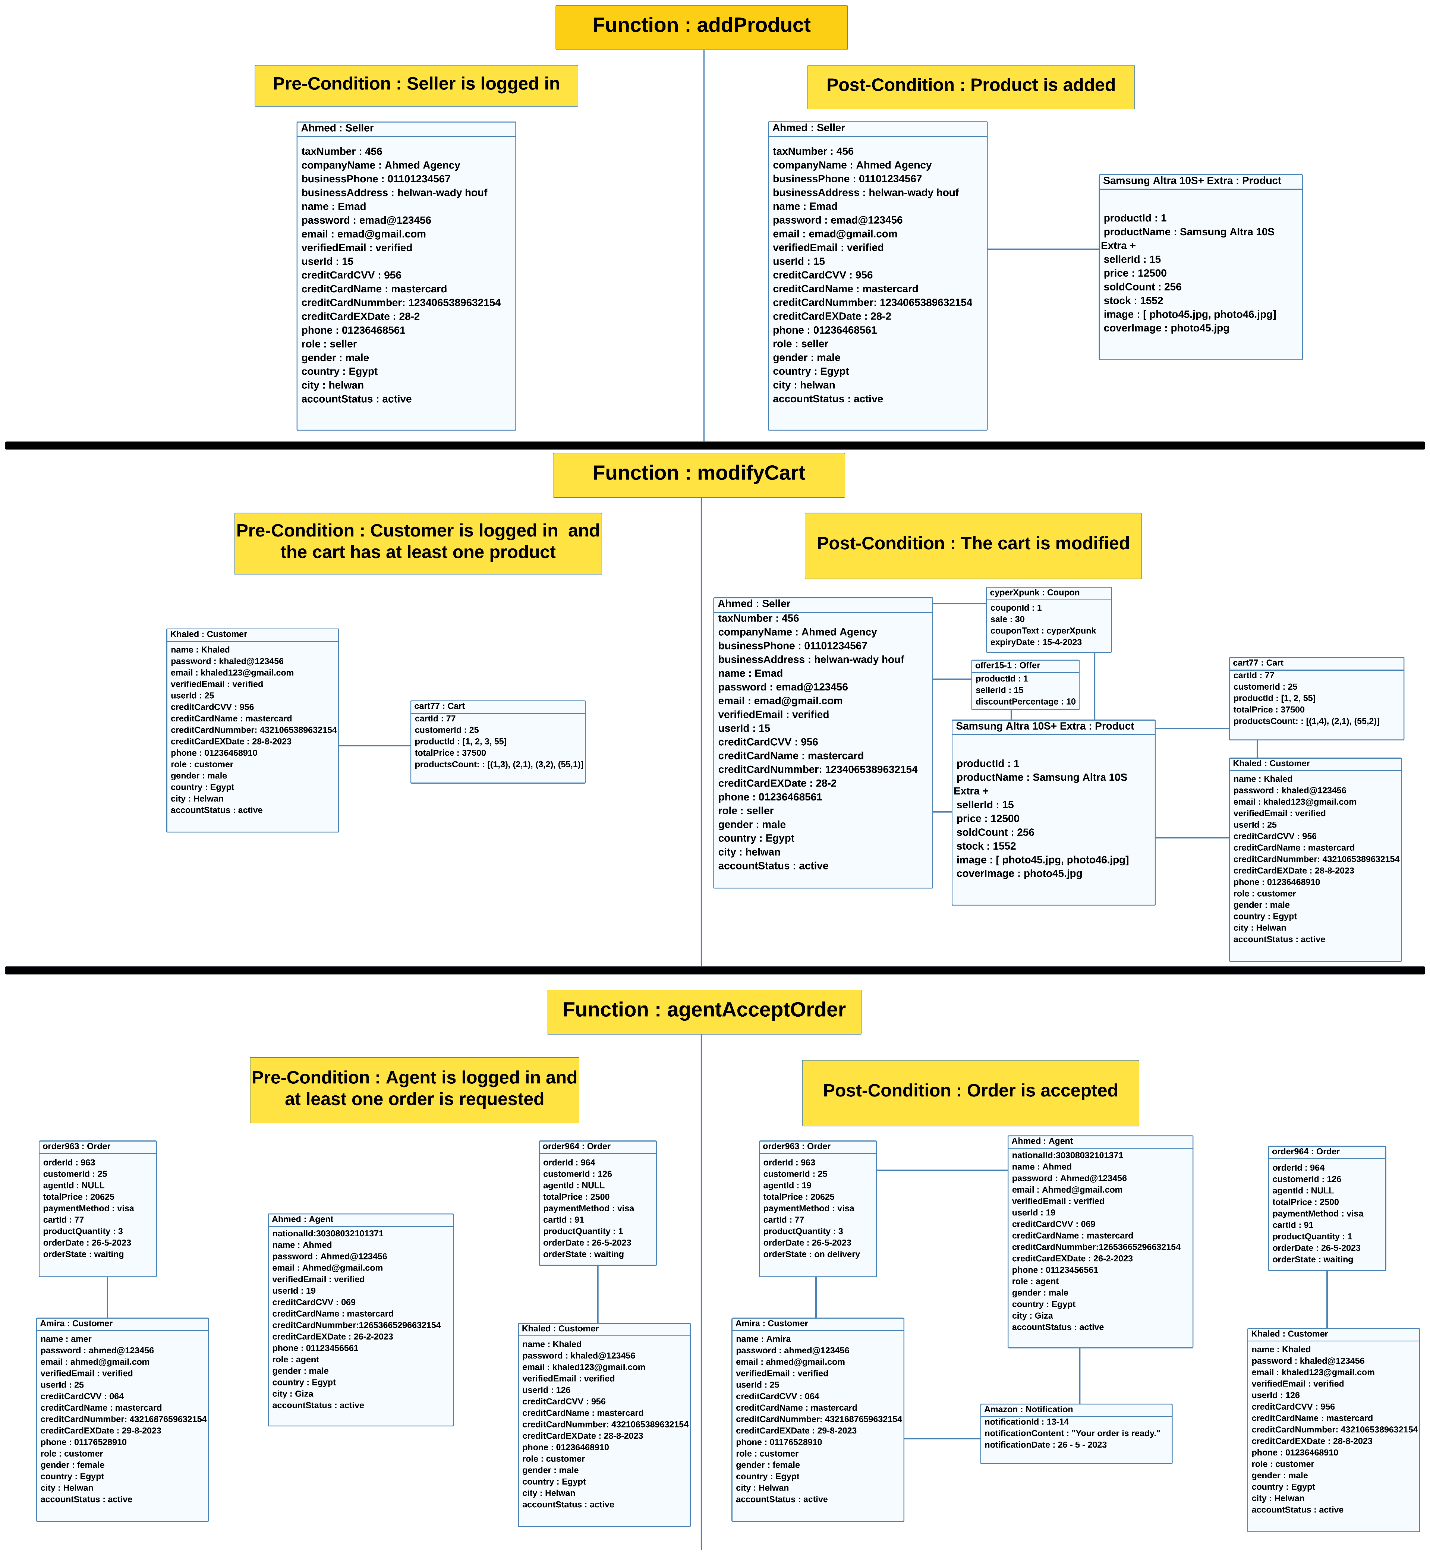 Function : addProduct
Pre-Condition : Seller is logged in
Ahmed : Seller
taxNumber : 456
companyName : Ahmed Agency
businessPhone : 01101234567
businessAddress : helwan-wady houf
name : Emad
password : emad@123456
email : emad@gmail.com
verifiedEmail : verified
userId : 15
creditCardCVV : 956
creditCardName : mastercard
creditCardNummber: 1234065389632154
creditCardEXDate : 28-2
phone : 01236468561
role : seller
gender : male
country : Egypt
city : helwan
accountStatus : active
Post-Condition : Product is added
Ahmed : Seller
taxNumber : 456
companyName : Ahmed Agency
businessPhone : 01101234567
businessAddress : helwan-wady houf
name : Emad
password : emad@123456
email : emad@gmail.com
verifiedEmail : verified
userId : 15
creditCardCVV : 956
creditCardName : mastercard
creditCardNummber: 1234065389632154
creditCardEXDate : 28-2
phone : 01236468561
role : seller
gender : male
country : Egypt
city : helwan
accountStatus : active
Samsung Altra 10S+ Extra : Product
productId : 1
productName : Samsung Altra 10S
Extra +
sellerId : 15
price : 12500
soldCount : 256
stock : 1552
image : [ photo45.jpg, photo46.jpg]
coverImage : photo45.jpg
Function : modifyCart
Pre-Condition : Customer is logged in  and
the cart has at least one product
Khaled : Customer
name : Khaled
password : khaled@123456
email : khaled123@gmail.com
verifiedEmail : verified
userId : 25
creditCardCVV : 956
creditCardName : mastercard
creditCardNummber: 4321065389632154
creditCardEXDate : 28-8-2023
phone : 01236468910
role : customer
gender : male
country : Egypt
city : Helwan
accountStatus : active
cart77 : Cart
cartId : 77
customerId : 25
productId : [1, 2, 3, 55]
totalPrice : 37500
productsCount: : [(1,3), (2,1), (3,2), (55,1)]
Post-Condition : The cart is modified
Ahmed : Seller
taxNumber : 456
companyName : Ahmed Agency
businessPhone : 01101234567
businessAddress : helwan-wady houf
name : Emad
password : emad@123456
email : emad@gmail.com
verifiedEmail : verified
userId : 15
creditCardCVV : 956
creditCardName : mastercard
creditCardNummber: 1234065389632154
creditCardEXDate : 28-2
phone : 01236468561
role : seller
gender : male
country : Egypt
city : helwan
accountStatus : active
cyperXpunk : Coupon
couponId : 1
sale : 30
couponText : cyperXpunk
expiryDate : 15-4-2023
offer15-1 : Offer
productId : 1
sellerId : 15
discountPercentage : 10
Samsung Altra 10S+ Extra : Product
productId : 1
productName : Samsung Altra 10S
Extra +
sellerId : 15
price : 12500
soldCount : 256
stock : 1552
image : [ photo45.jpg, photo46.jpg]
coverImage : photo45.jpg
cart77 : Cart
cartId : 77
customerId : 25
productId : [1, 2, 55]
totalPrice : 37500
productsCount: : [(1,4), (2,1), (55,2)]
Khaled : Customer
name : Khaled
password : khaled@123456
email : khaled123@gmail.com
verifiedEmail : verified
userId : 25
creditCardCVV : 956
creditCardName : mastercard
creditCardNummber: 4321065389632154
creditCardEXDate : 28-8-2023
phone : 01236468910
role : customer
gender : male
country : Egypt
city : Helwan
accountStatus : active
Function : agentAcceptOrder
Pre-Condition : Agent is logged in and
at least one order is requested
order963 : Order
orderId : 963
customerId : 25
agentId : NULL
totalPrice : 20625
paymentMethod : visa
cartId : 77
productQuantity : 3
orderDate : 26-5-2023
orderState : waiting
Amira : Customer
name : amer
password : ahmed@123456
email : ahmed@gmail.com
verifiedEmail : verified
userId : 25
creditCardCVV : 064
creditCardName : mastercard
creditCardNummber: 4321687659632154
creditCardEXDate : 29-8-2023
phone : 01176528910
role : customer
gender : female
country : Egypt
city : Helwan
accountStatus : active
Ahmed : Agent
nationalId:30308032101371
name : Ahmed
password : Ahmed@123456
email : Ahmed@gmail.com
verifiedEmail : verified
userId : 19
creditCardCVV : 069
creditCardName : mastercard
creditCardNummber:12653665296632154
creditCardEXDate : 26-2-2023
phone : 01123456561
role : agent
gender : male
country : Egypt
city : Giza
accountStatus : active
order964 : Order
orderId : 964
customerId : 126
agentId : NULL
totalPrice : 2500
paymentMethod : visa
cartId : 91
productQuantity : 1
orderDate : 26-5-2023
orderState : waiting
Khaled : Customer
name : Khaled
password : khaled@123456
email : khaled123@gmail.com
verifiedEmail : verified
userId : 126
creditCardCVV : 956
creditCardName : mastercard
creditCardNummber: 4321065389632154
creditCardEXDate : 28-8-2023
phone : 01236468910
role : customer
gender : male
country : Egypt
city : Helwan
accountStatus : active
Post-Condition : Order is accepted
order963 : Order
orderId : 963
customerId : 25
agentId : 19
totalPrice : 20625
paymentMethod : visa
cartId : 77
productQuantity : 3
orderDate : 26-5-2023
orderState : on delivery
Amira : Customer
name : Amira
password : ahmed@123456
email : ahmed@gmail.com
verifiedEmail : verified
userId : 25
creditCardCVV : 064
creditCardName : mastercard
creditCardNummber: 4321687659632154
creditCardEXDate : 29-8-2023
phone : 01176528910
role : customer
gender : female
country : Egypt
city : Helwan
accountStatus : active
Ahmed : Agent
nationalId:30308032101371
name : Ahmed
password : Ahmed@123456
email : Ahmed@gmail.com
verifiedEmail : verified
userId : 19
creditCardCVV : 069
creditCardName : mastercard
creditCardNummber:12653665296632154
creditCardEXDate : 26-2-2023
phone : 01123456561
role : agent
gender : male
country : Egypt
city : Giza
accountStatus : active
Amazon : Notification
notificationId : 13-14
notificationContent : "Your order is ready."
notificationDate : 26 - 5 - 2023
order964 : Order
orderId : 964
customerId : 126
agentId : NULL
totalPrice : 2500
paymentMethod : visa
cartId : 91
productQuantity : 1
orderDate : 26-5-2023
orderState : waiting
Khaled : Customer
name : Khaled
password : khaled@123456
email : khaled123@gmail.com
verifiedEmail : verified
userId : 126
creditCardCVV : 956
creditCardName : mastercard
creditCardNummber: 4321065389632154
creditCardEXDate : 28-8-2023
phone : 01236468910
role : customer
gender : male
country : Egypt
city : Helwan
accountStatus : active